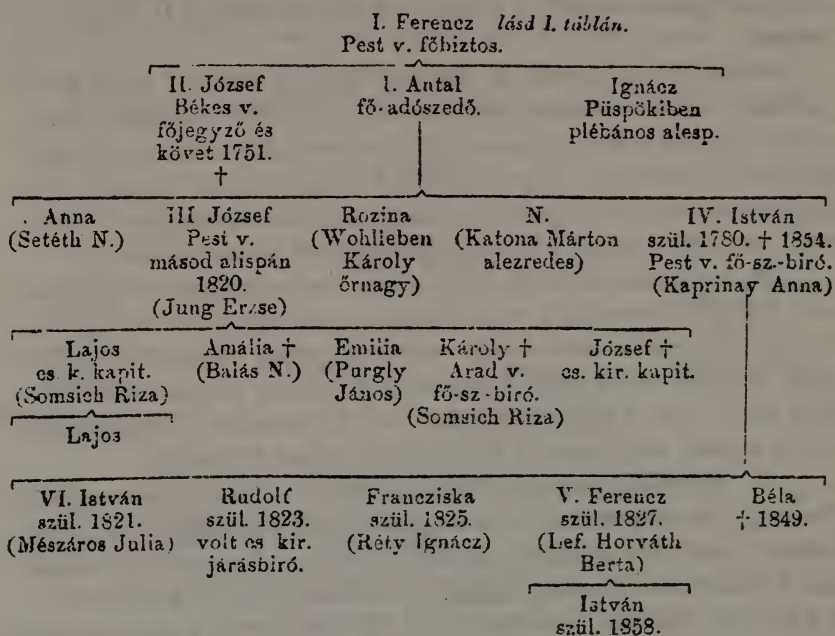 I. Ferencz lásd I. táblán.
Pest v. főbiztos.
II. József I. Antal Ignácz
Békes v. fő-adószedő. Püspökiben
főjegyző és plébános alesp.
követ 1751.
†
Anna III József Rozina N. IV. István
(Setéth N.) Pest v. (Wohlieben (Katona Márton szül. 1780. † 1854.
másod alispán Károly alezredes) Pest v. fő-sz.-biró.
1820. őrnagy) (Kaprinay Anna)
(Jung Erzse)
Lajos Amália † Emilia Károly † József †
cs. k. kapit. (Balás N.) (Purgly Arad v. cs. kir. kapit.
(Somsich Riza) János) fő-sz.-biró.
(Somsich Riza)
Lajos
VI. István Rudolf Francziska V. Ferencz Béla
szül. 1821. szül. 1823. szül. 1825. szül. 1827. † 1849.
(Mészáros Julia) volt cs kir. (Réty Ignácz) (Lef. Horváth
járásbiró. Berta)
István
szül. 1858.